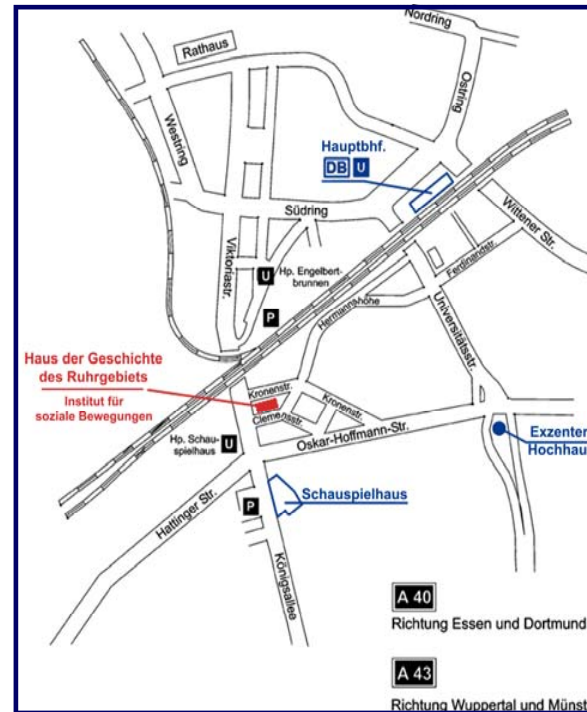 Nordring
Rathaus
Ostring
Westring
Hauptbhf.
DB U
Südring
Wittener Str.
Viktoriastr.
U
Hp. Engelbert-
brunnen
Ferdinandstr.
P
Hermannshöhe
Universitätsstr.
Haus der Geschichte
des Ruhrgebiets
Institut für
soziale Bewegungen
Kronenstr.
Kronenstr.
Clemensstr.
Hp. Schau-
spielhaus
U
Oskar-Hoffmann-Str.
Exzenter
Hochhau
Schauspielhaus
P
Hattinger Str.
Königsallee
A 40
Richtung Essen und Dortmund
A 43
Richtung Wuppertal und Münst